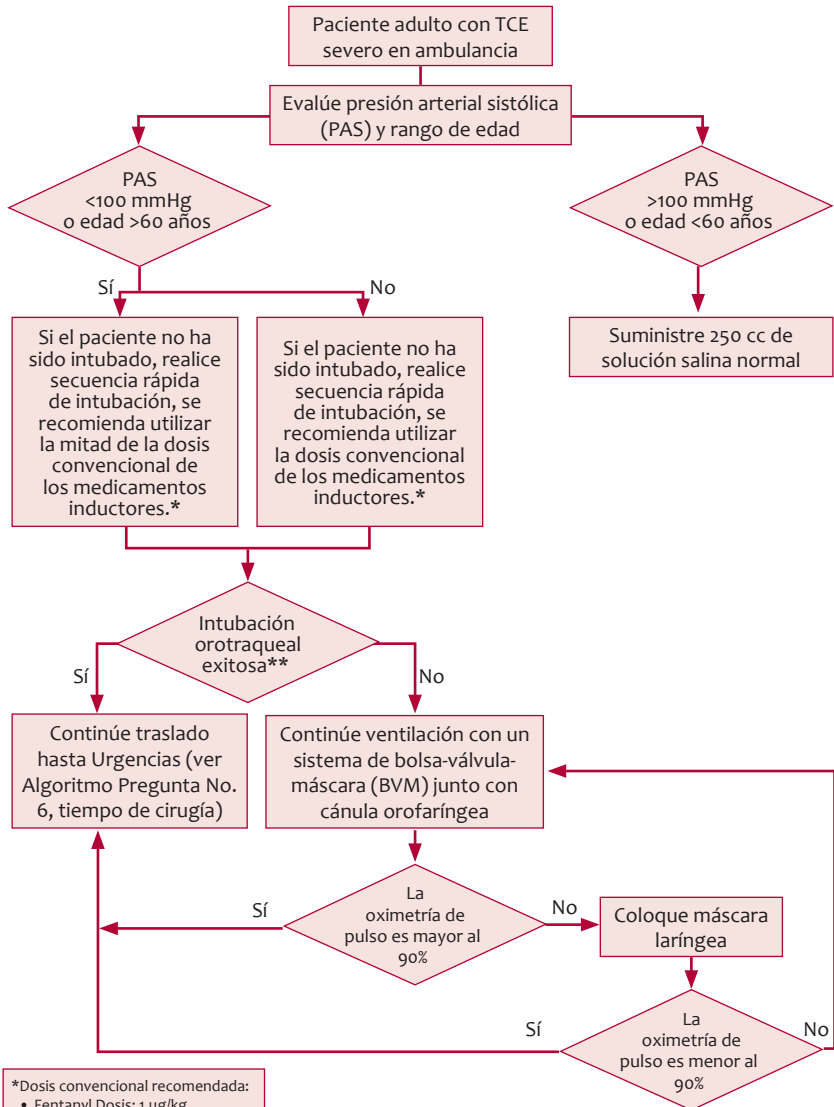 Paciente adulto con TCE
severo en ambulancia
Evalúe presión arterial sistólica
(PAS) y rango de edad
PAS
<100 mmHg
o edad >60 años
PAS
>100 mmHg
o edad <60 años
Sí
No
Si el paciente no ha
sido intubado, realice
secuencia rápida
de intubación, se
recomienda utilizar
la mitad de la dosis
convencional de
los medicamentos
inductores.*
Si el paciente no ha
sido intubado, realice
secuencia rápida
de intubación, se
recomienda utilizar
la dosis convencional
de los medicamentos
inductores.*
Suministre 250 cc de
solución salina normal
Intubación
orotraqueal
exitosa**
Sí
No
Continúe traslado
hasta Urgencias (ver
Algoritmo Pregunta No.
6, tiempo de cirugía)
Continúe ventilación con un
sistema de bolsa-válvula-
máscara (BVM) junto con
cánula orofaríngea
La
oximetría de
pulso es mayor al
90%
Sí
No
Coloque máscara
laríngea
La
oximetría de
pulso es menor al
90%
Sí
No
*Dosis convencional recomendada:
• Fentanyl Dosis: 1 ug/kg